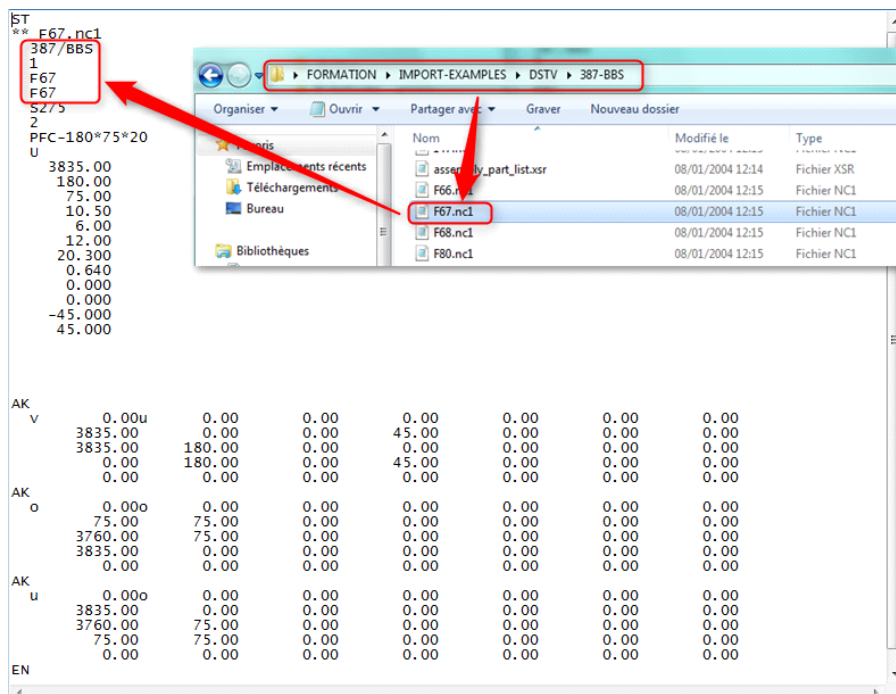 ST
** F67.nc1
387/BBS
1
F67
F67
S275
2
PFC-180*75*20
U
3835.00
180.00
75.00
10.50
6.00
12.00
20.300
0.640
0.000
0.000
-45.000
45.000
FORMATION ▸ IMPORT-EXAMPLES ▸ DSTV ▸ 387-BBS
Organiser Ouvrir Partager avec Graver Nouveau dossier
Nom Modifié le Type
Emplacements récents
assembly_part_list.xsr 08/01/2004 12:14 Fichier XSR
Téléchargements
F66.nc1 08/01/2004 12:15 Fichier NC1
Bureau
F67.nc1 08/01/2004 12:15 Fichier NC1
F68.nc1 08/01/2004 12:15 Fichier NC1
Bibliothèques
F80.nc1 08/01/2004 12:15 Fichier NC1
AK
v 0.00u 0.00 0.00 0.00 0.00 0.00 0.00
3835.00 0.00 0.00 45.00 0.00 0.00 0.00
3835.00 180.00 0.00 0.00 0.00 0.00 0.00
0.00 180.00 0.00 45.00 0.00 0.00 0.00
0.00 0.00 0.00 0.00 0.00 0.00 0.00
AK
o 0.00o 0.00 0.00 0.00 0.00 0.00 0.00
75.00 75.00 0.00 0.00 0.00 0.00 0.00
3760.00 75.00 0.00 0.00 0.00 0.00 0.00
3835.00 0.00 0.00 0.00 0.00 0.00 0.00
0.00 0.00 0.00 0.00 0.00 0.00 0.00
AK
u 0.00o 0.00 0.00 0.00 0.00 0.00 0.00
3835.00 0.00 0.00 0.00 0.00 0.00 0.00
3760.00 75.00 0.00 0.00 0.00 0.00 0.00
75.00 75.00 0.00 0.00 0.00 0.00 0.00
0.00 0.00 0.00 0.00 0.00 0.00 0.00
EN